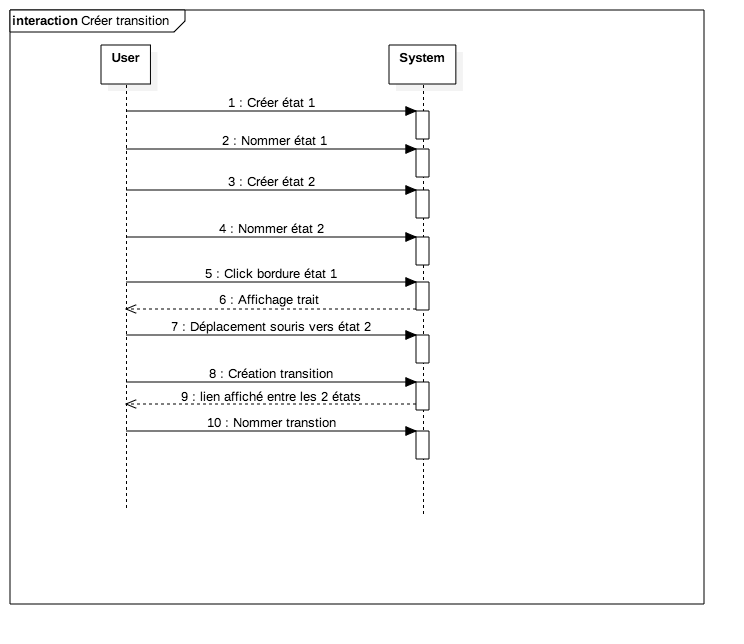 interaction Créer transition
User
System
1 : Créer état 1
2 : Nommer état 1
3 : Créer état 2
4 : Nommer état 2
5 : Click bordure état 1
6 : Affichage trait
7 : Déplacement souris vers état 2
8 : Création transition
9 : lien affiché entre les 2 états
10 : Nommer transtion